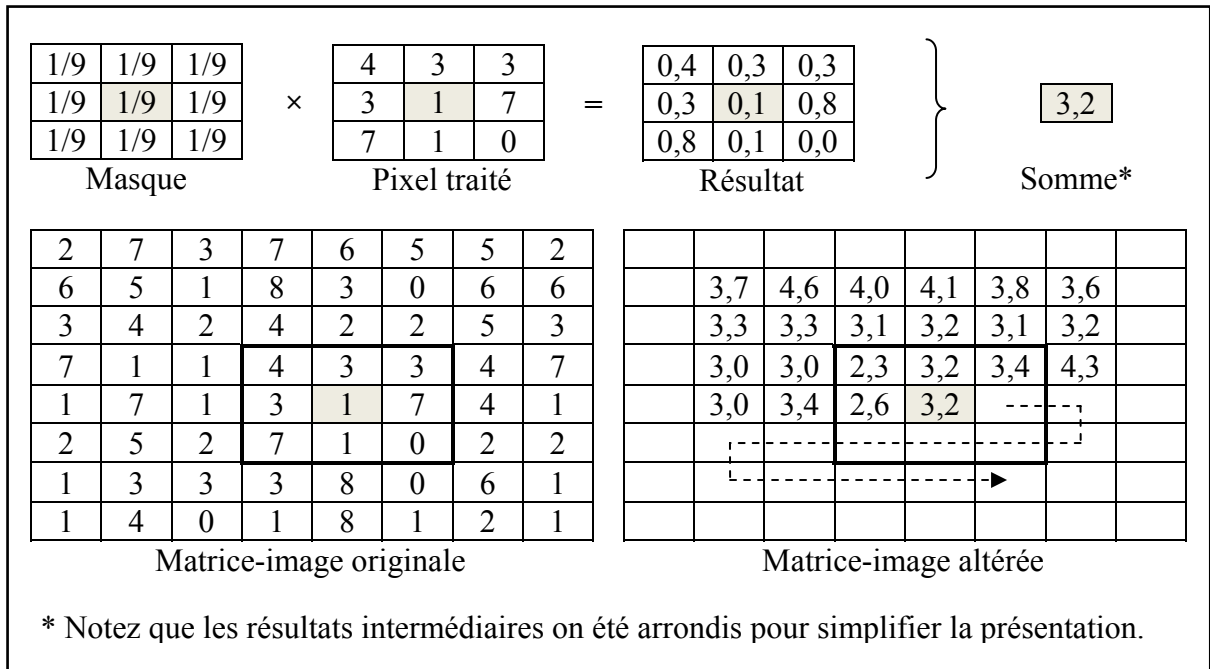 1/9 1/9 1/9 4 3 3 0,4 0,3 0,3
1/9 1/9 1/9 × 3 1 7 = 0,3 0,1 0,8 3,2
1/9 1/9 1/9 7 1 0 0,8 0,1 0,0
Masque Pixel traité Résultat Somme*
2 7 3 7 6 5 5 2
6 5 1 8 3 0 6 6 3,7 4,6 4,0 4,1 3,8 3,6
3 4 2 4 2 2 5 3 3,3 3,3 3,1 3,2 3,1 3,2
7 1 1 4 3 3 4 7 3,0 3,0 2,3 3,2 3,4 4,3
1 7 1 3 1 7 4 1 3,0 3,4 2,6 3,2
2 5 2 7 1 0 2 2
1 3 3 3 8 0 6 1
1 4 0 1 8 1 2 1
Matrice-image originale Matrice-image altérée
* Notez que les résultats intermédiaires on été arrondis pour simplifier la présentation.